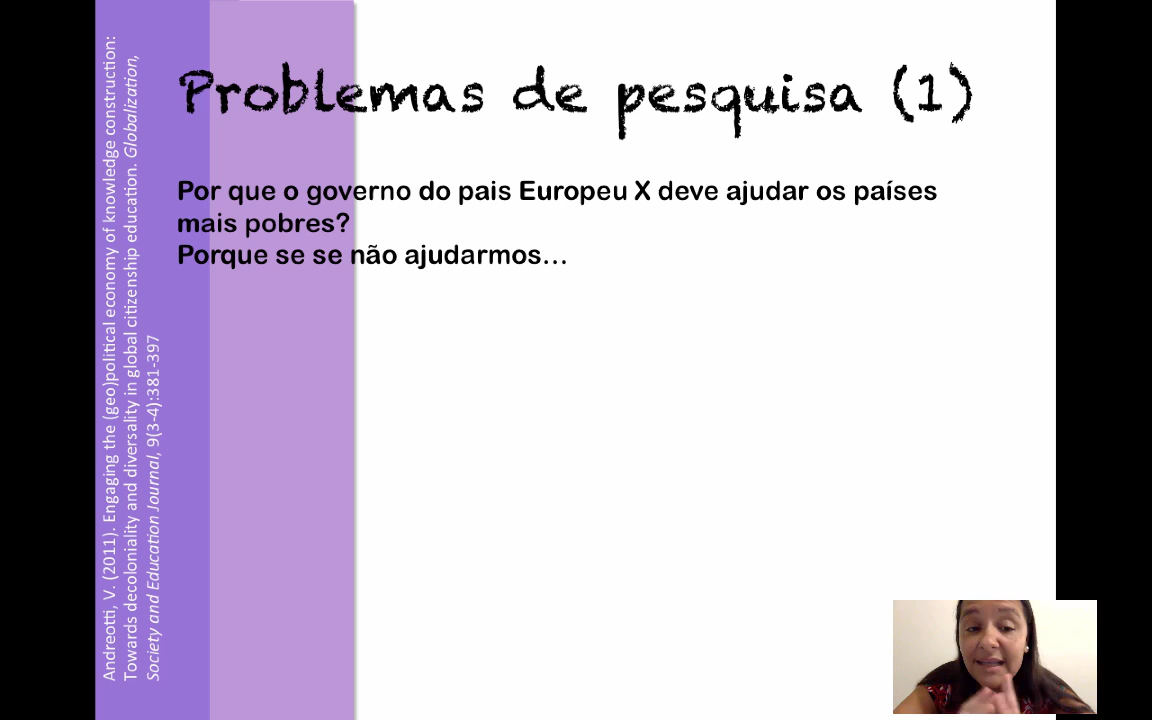 Problemas de pesquisa (1)
Por que o governo do pais Europeu X deve ajudar os países
mais pobres?
Porque se se não ajudarmos...
Andreotti, V. (2011). Engaging the (geo)political economy of knowledge construction:
Towards decoloniality and diversality in global citizenship education. Globalization,
Society and Education Journal, 9(3-4):381-397